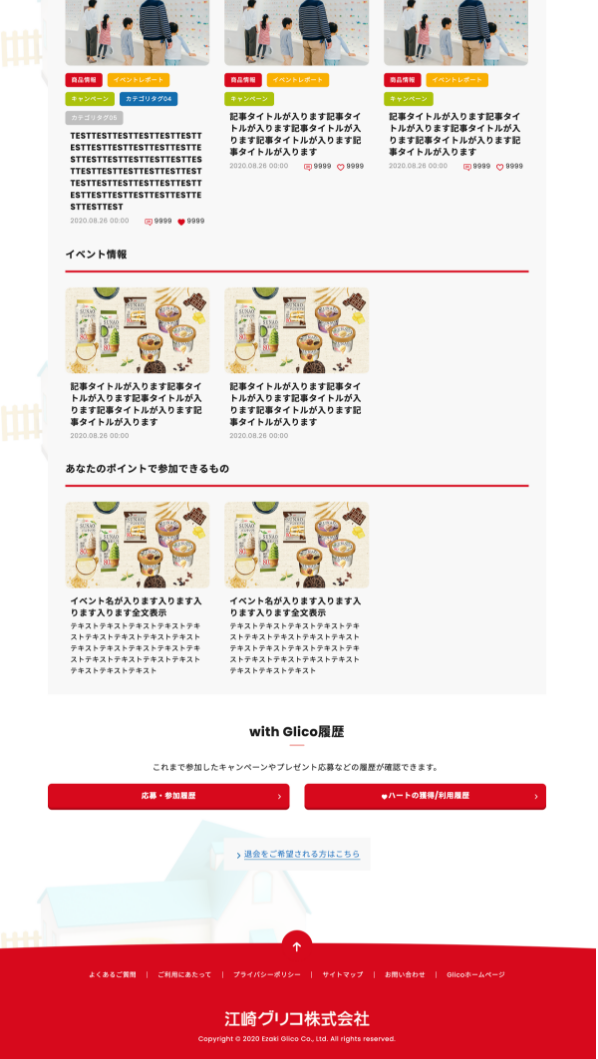 商品情報 イベントレポート
キャンペーン カテゴリタグ04
カテゴリタグ05
TESTTESTTESTTESTTESTTEST
ESTTESTTESTTESTTESTTESTTE
STTESTTESTTESTTESTTESTTES
TTESTTESTTESTTESTTESTTEST
TESTTESTTESTTESTTESTTESTT
ESTTESTTESTTESTTESTTESTTE
STTESTTEST
2020.08.26 00:00 9999 9999
商品情報 イベントレポート
キャンペーン
記事タイトルが入ります記事タイ
トルが入ります記事タイトルが入
ります記事タイトルが入ります記
事タイトルが入ります
2020.08.26 00:00 9999 9999
商品情報 イベントレポート
キャンペーン
記事タイトルが入ります記事タイ
トルが入ります記事タイトルが入
ります記事タイトルが入ります記
事タイトルが入ります
2020.08.26 00:00 9999 9999
イベント情報
記事タイトルが入ります記事タイ
トルが入ります記事タイトルが入
ります記事タイトルが入ります記
事タイトルが入ります
2020.08.26 00:00
記事タイトルが入ります記事タイ
トルが入ります記事タイトルが入
ります記事タイトルが入ります記
事タイトルが入ります
2020.08.26 00:00
あなたのポイントで参加できるもの
イベント名が入ります入ります入
ります入ります全文表示
テキストテキストテキストテキストテキ
ストテキストテキストテキストテキスト
テキストテキストテキストテキストテキ
ストテキストテキストテキストテキスト
テキストテキストテキスト
イベント名が入ります入ります入
ります入ります全文表示
テキストテキストテキストテキストテキ
ストテキストテキストテキストテキスト
テキストテキストテキストテキストテキ
ストテキストテキストテキストテキスト
テキストテキストテキスト
with Glico履歴
これまで参加したキャンペーンやプレゼント応募などの履歴が確認できます。
応募・参加履歴
ハートの獲得/利用履歴
退会をご希望される方はこちら
よくあるご質問 | ご利用にあたって | プライバシーポリシー | サイトマップ | お問い合わせ | Glicoホームページ
江崎グリコ株式会社
Copyright © 2020 Ezaki Glico Co., Ltd. All rights reserved.